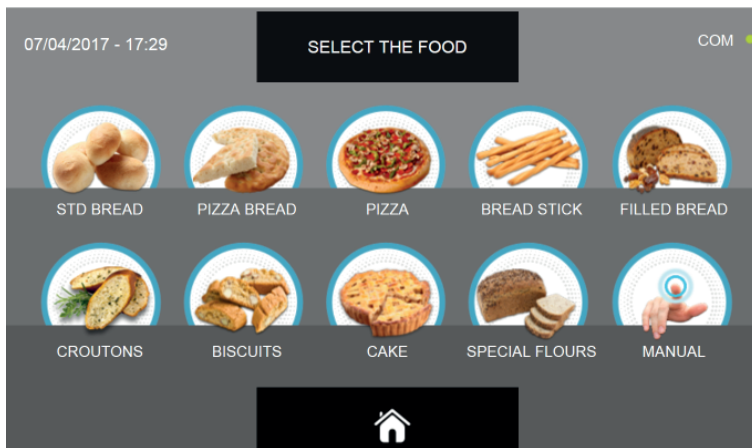 07/04/2017 - 17:29
SELECT THE FOOD
COM
STD BREAD
PIZZA BREAD
PIZZA
BREAD STICK
FILLED BREAD
CROUTONS
BISCUITS
CAKE
SPECIAL FLOURS
MANUAL